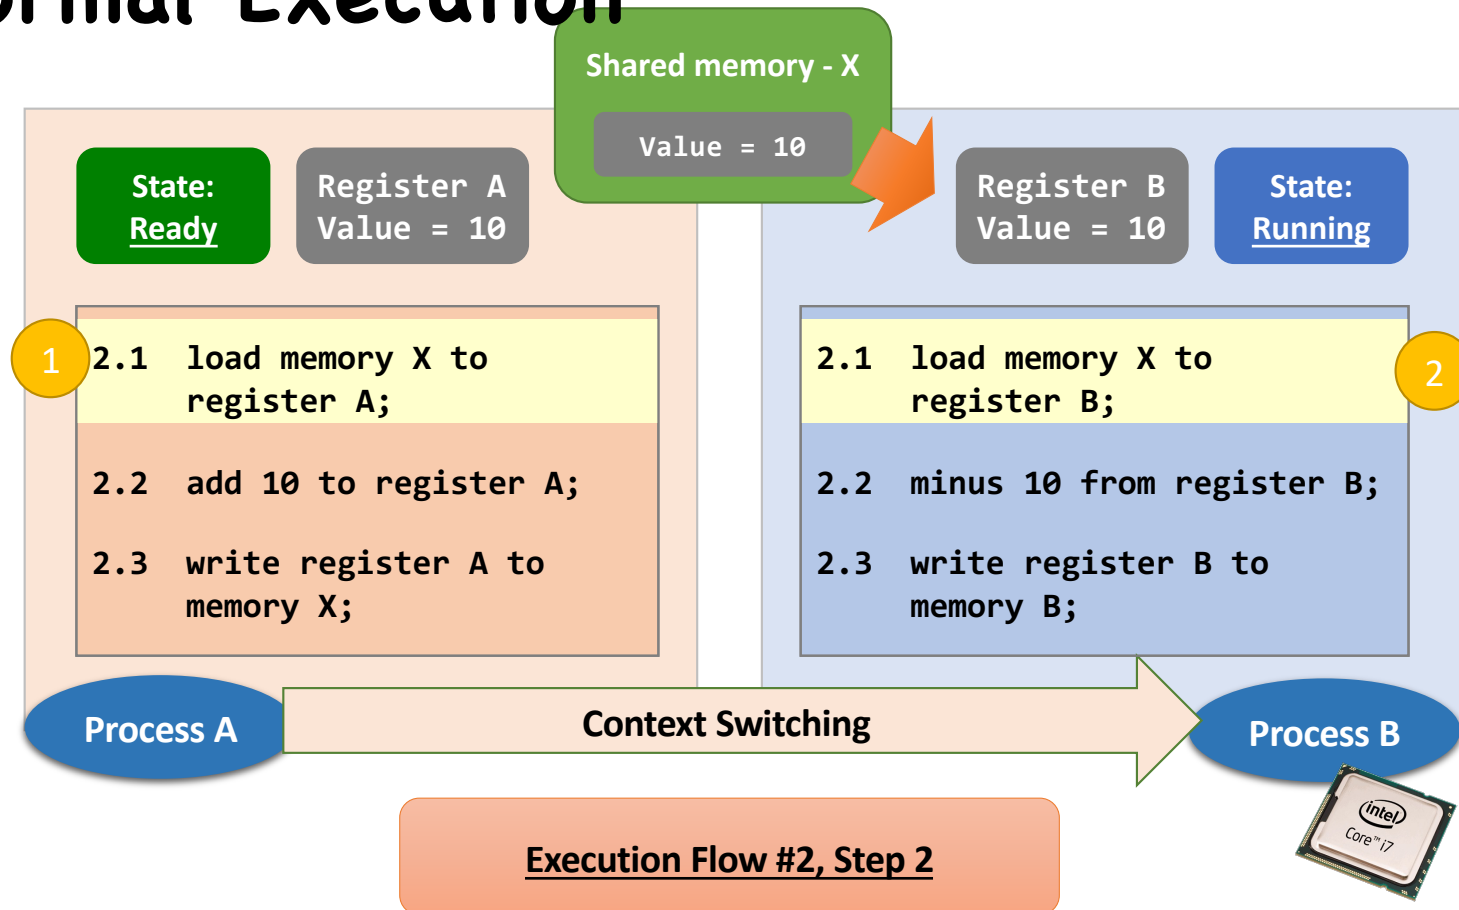 Execution
Shared memory - X
Value = 10
State:
Ready
Register A
Value = 10
Register B
Value = 10
State:
Running
1
2.1 load memory X to
register A;
2.2 add 10 to register A;
2.3 write register A to
memory X;
2.1 load memory X to
register B;
2
2.2 minus 10 from register B;
2.3 write register B to
memory B;
Process A
Context Switching
Process B
intel
Core™ i7
Execution Flow #2, Step 2